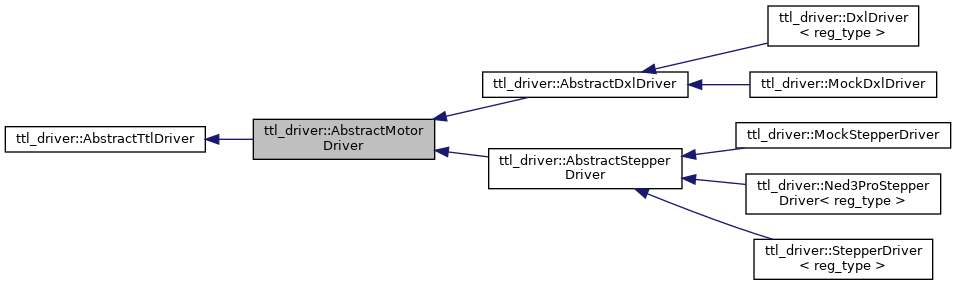 ttl_driver::AbstractTtlDriver
ttl_driver::AbstractMotor
Driver
ttl_driver::AbstractDxlDriver
ttl_driver::AbstractStepper
Driver
ttl_driver::DxlDriver
< reg_type >
ttl_driver::MockDxlDriver
ttl_driver::MockStepperDriver
ttl_driver::Ned3ProStepper
Driver< reg_type >
ttl_driver::StepperDriver
< reg_type >